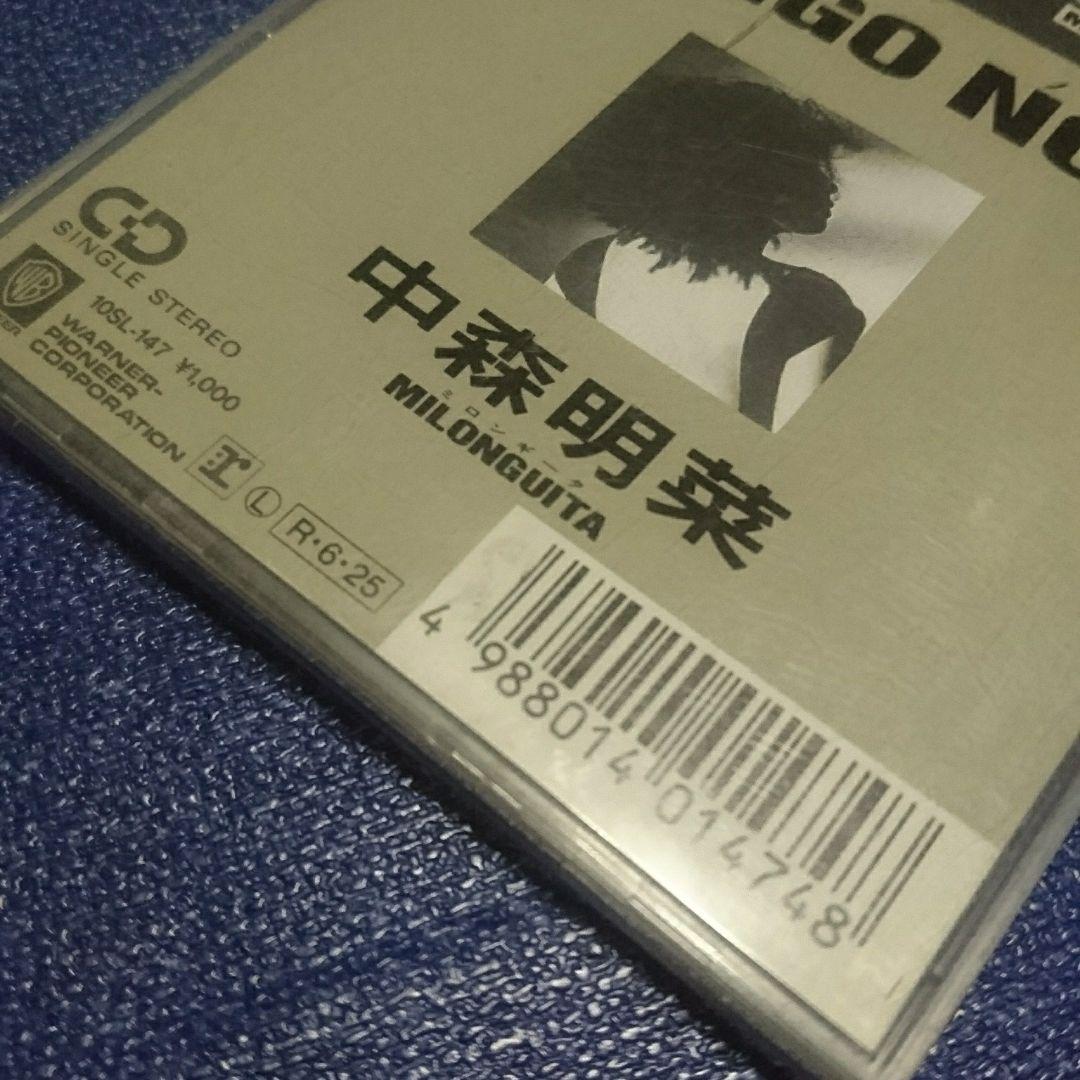 GO NO
中森明菜
ミロンギータ
MILONGUITA
CD
SINGLE STEREO
10SL-147 ¥1,000
WARNER-
PIONEER
CORPORATION
r
L
R・6・25
4 988014 014748